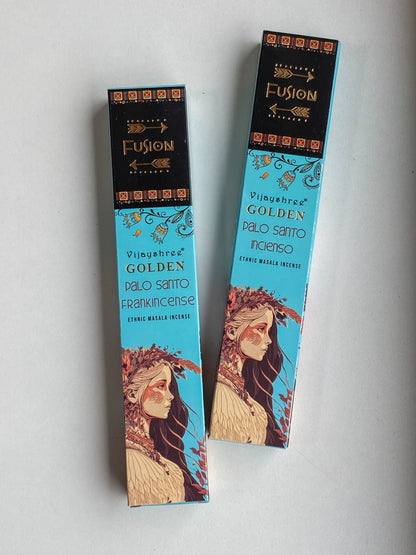 FUSION
Vijayshree®
GOLDEN
PALO SANTO
FRANKINCENSE
ETHNIC MASALA INCENSE
FUSION
Vijayshree®
GOLDEN
PALO SANTO
INCIENSO
ETHNIC MASALA INCENSE